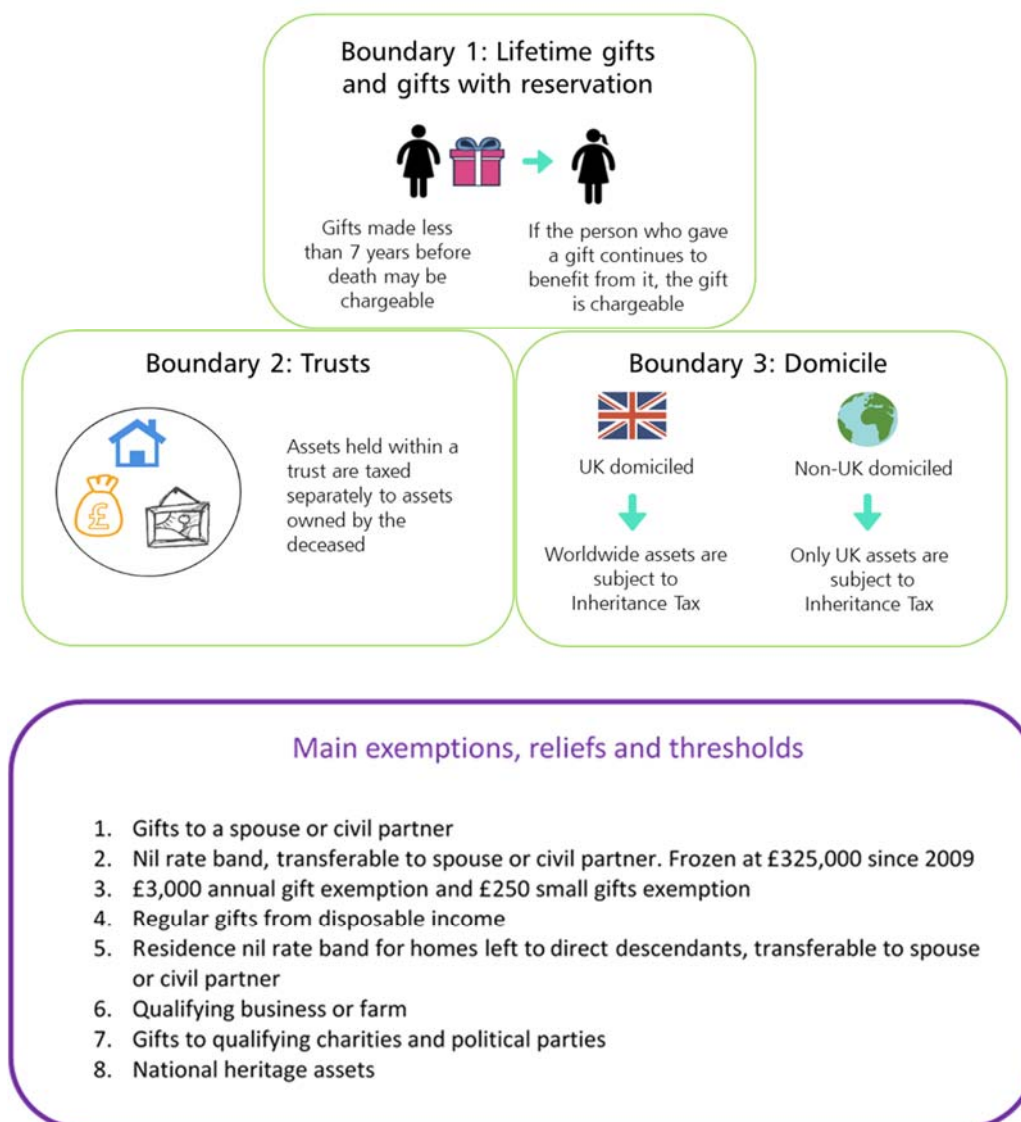 Boundary 1: Lifetime gifts
and gifts with reservation
Gifts made less
than 7 years before
death may be
chargeable
If the person who gave
a gift continues to
benefit from it, the gift
is chargeable
Boundary 2: Trusts
£
Assets held within a
trust are taxed
separately to assets
owned by the
deceased
Boundary 3: Domicile
UK domiciled
Worldwide assets are
subject to
Inheritance Tax
Non-UK domiciled
Only UK assets are
subject to
Inheritance Tax
Main exemptions, reliefs and thresholds
1. Gifts to a spouse or civil partner
2. Nil rate band, transferable to spouse or civil partner. Frozen at £325,000 since 2009
3. £3,000 annual gift exemption and £250 small gifts exemption
4. Regular gifts from disposable income
5. Residence nil rate band for homes left to direct descendants, transferable to spouse
or civil partner
6. Qualifying business or farm
7. Gifts to qualifying charities and political parties
8. National heritage assets